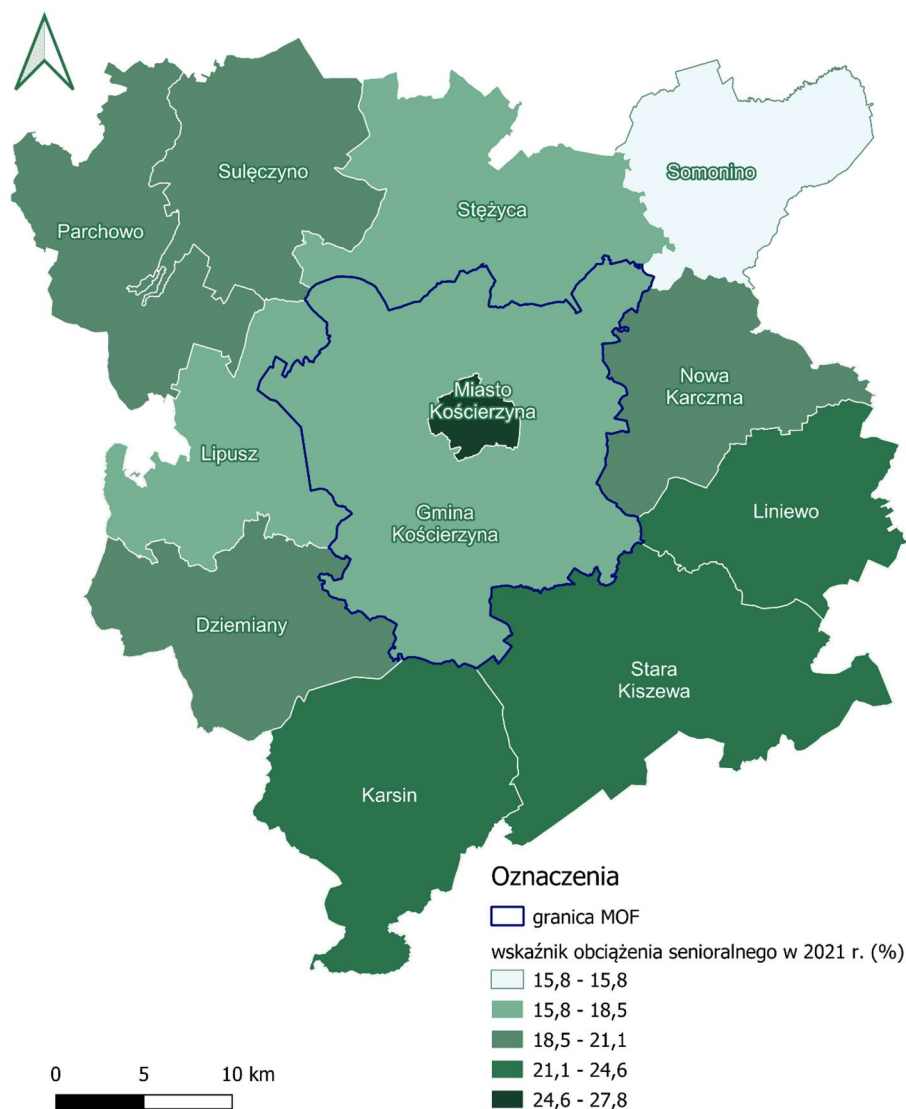 Sulęczyno
Somonino
Parchowo
Stężyca
Nowa
Karczma
Miasto
Kościerzyna
Lipusz
Gmina
Kościerzyna
Liniewo
Dziemiany
Stara
Kiszewa
Karsin
Oznaczenia
granica MOF
wskaźnik obciążenia senioralnego w 2021 r. (%)
15,8 - 15,8
15,8 - 18,5
18,5 - 21,1
21,1 - 24,6
24,6 - 27,8
0 5 10 km